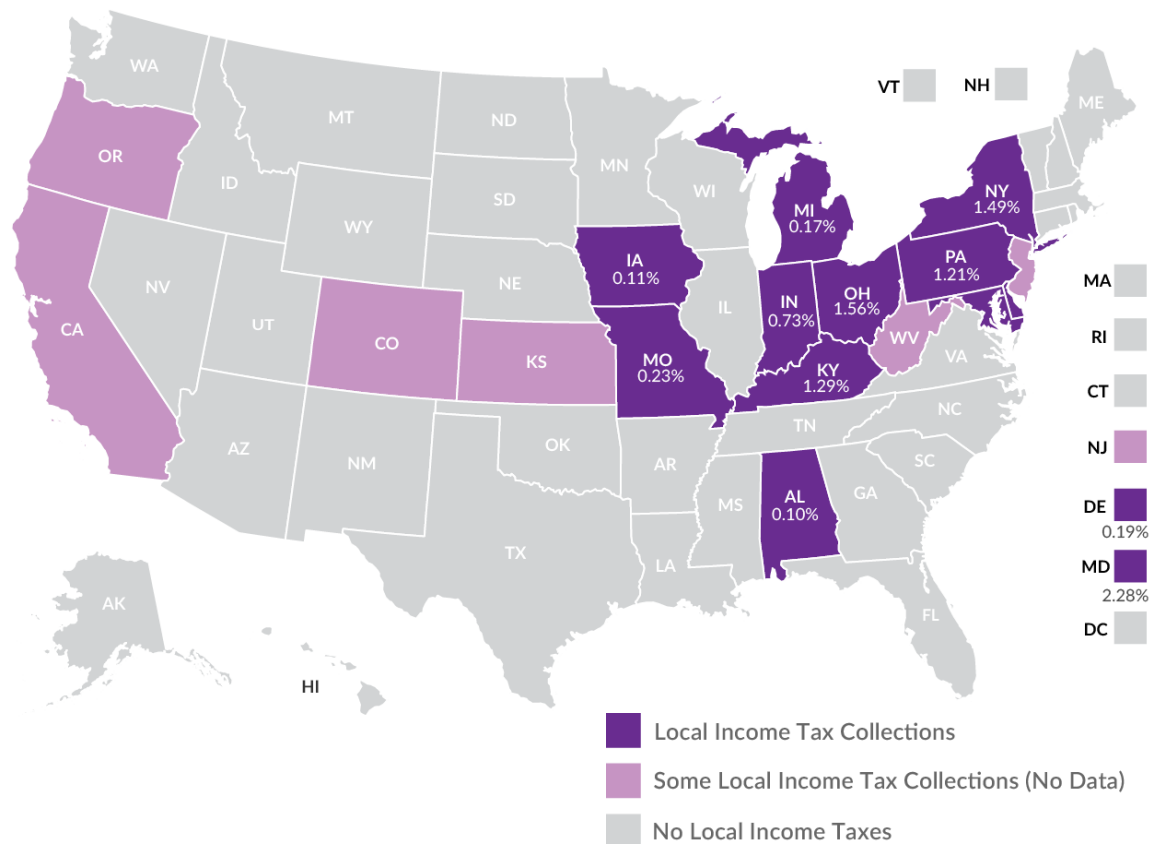 WA
MT
ND
MN
VT
NH
ME
OR
ID
SD
WI
WY
MI
0.17%
NY
1.49%
IA
0.11%
NE
PA
1.21%
NV
UT
CA
CO
KS
IL
IN
0.73%
OH
1.56%
MO
0.23%
KY
1.29%
WV
VA
MA
RI
CT
NJ
DE
0.19%
MD
2.28%
DC
AZ
NM
OK
AR
TN
NC
SC
MS
AL
0.10%
GA
TX
LA
FL
AK
HI
Local Income Tax Collections
Some Local Income Tax Collections (No Data)
No Local Income Taxes